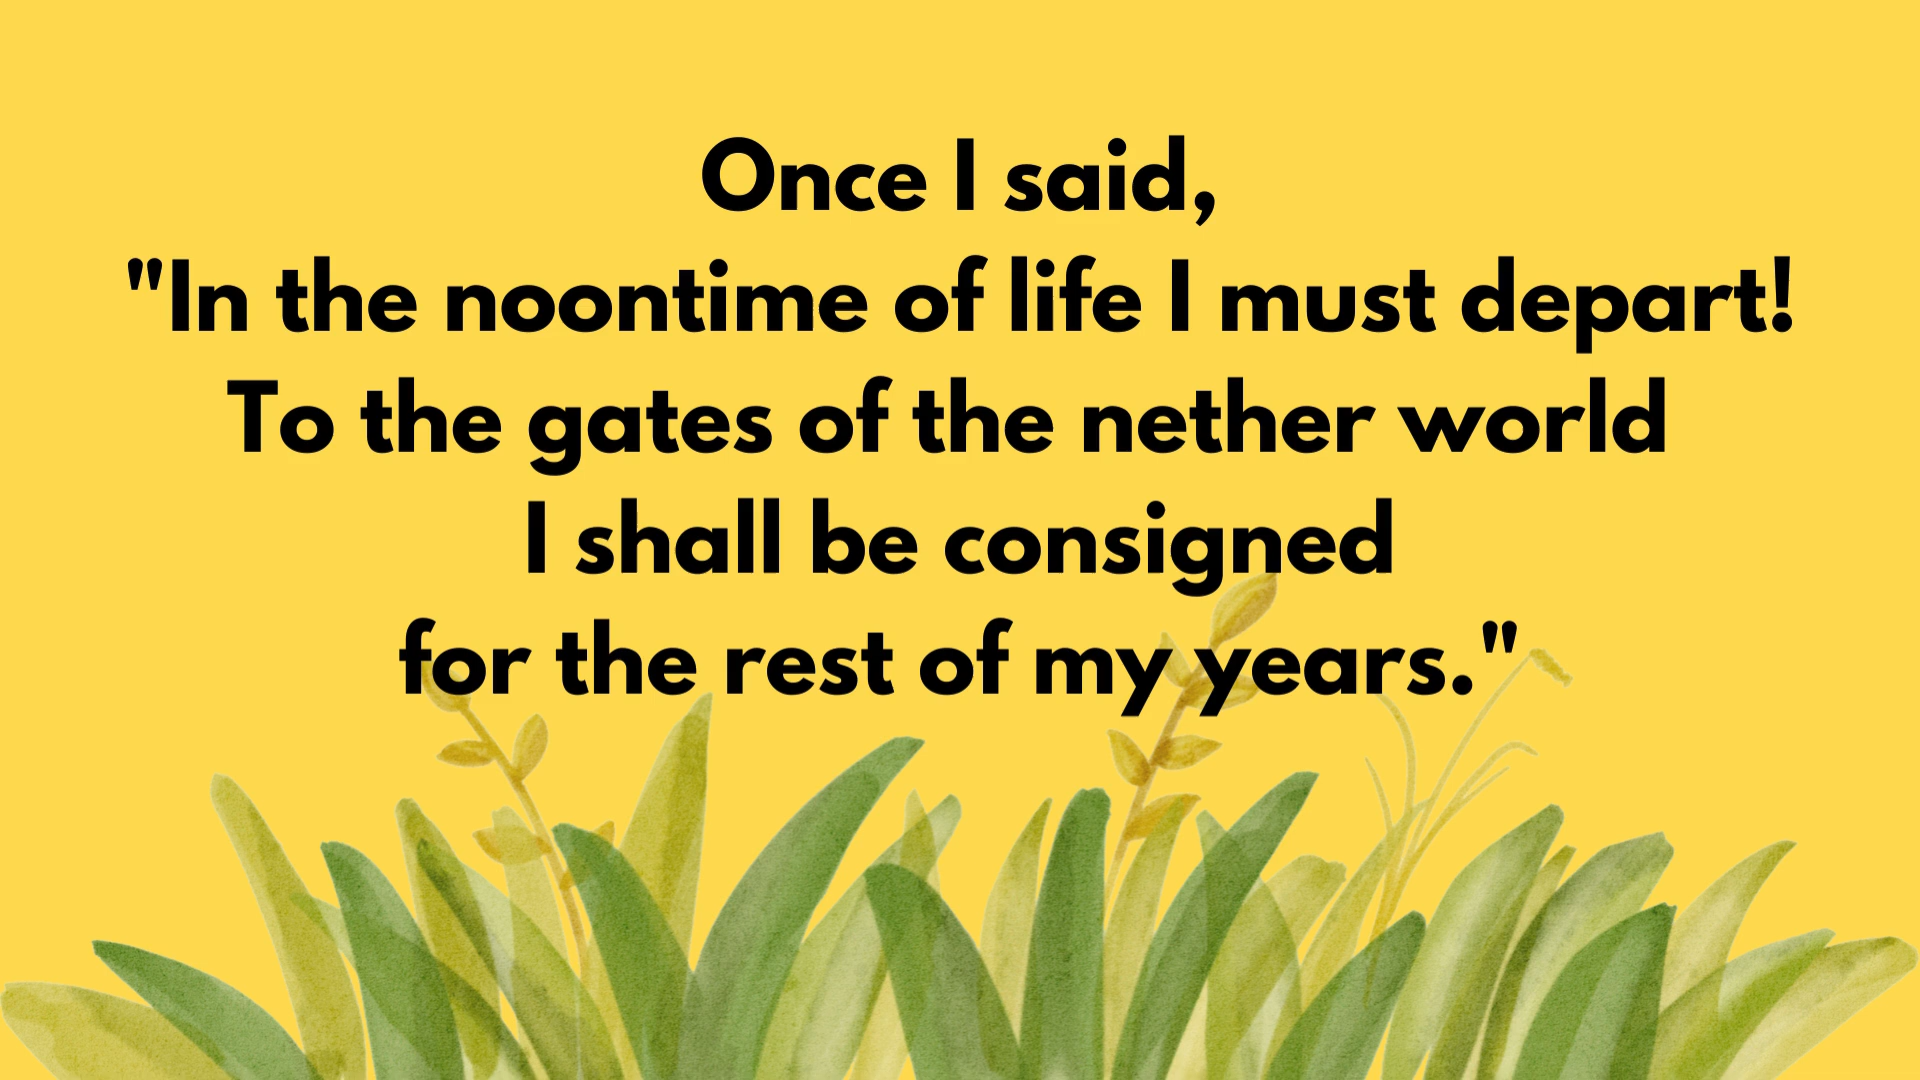 Once I said,
"In the noontime of life I must depart!
To the gates of the nether world
I shall be consigned
for the rest of my years."